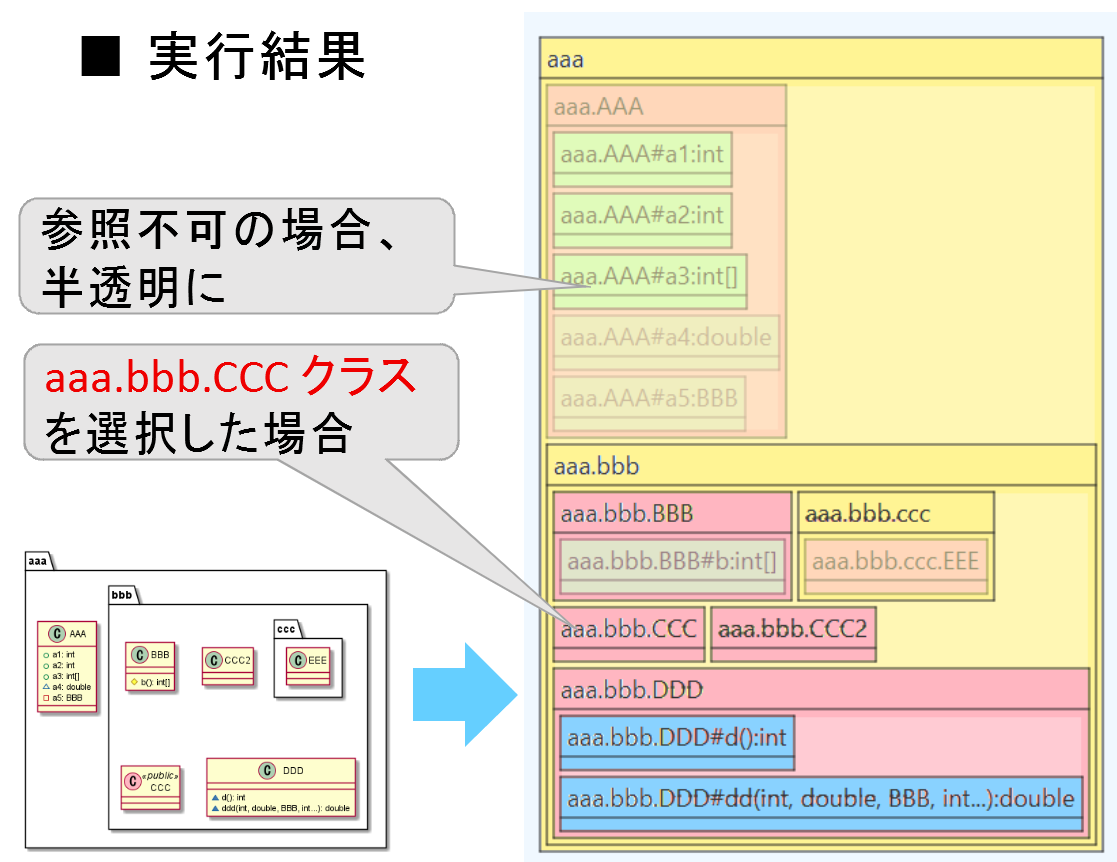 ■ 実行結果
参照不可の場合、
半透明に
aaa.bbb.CCC クラス
を選択した場合
aaa
bbb
ccc
C AAA
a1: int
a2: int
a3: int[]
a4: double
a5: BBB
C BBB
b(): int[]
C CCC2
C EEE
C «public»
CCC
C DDD
d(): int
ddd(int, double, BBB, int...): double
aaa
aaa.AAA
aaa.AAA#a1:int
aaa.AAA#a2:int
aaa.AAA#a3:int[]
aaa.AAA#a4:double
aaa.AAA#a5:BBB
aaa.bbb
aaa.bbb.BBB
aaa.bbb.BBB#b:int[]
aaa.bbb.ccc
aaa.bbb.ccc.EEE
aaa.bbb.CCC
aaa.bbb.CCC2
aaa.bbb.DDD
aaa.bbb.DDD#d():int
aaa.bbb.DDD#dd(int, double, BBB, int...):double